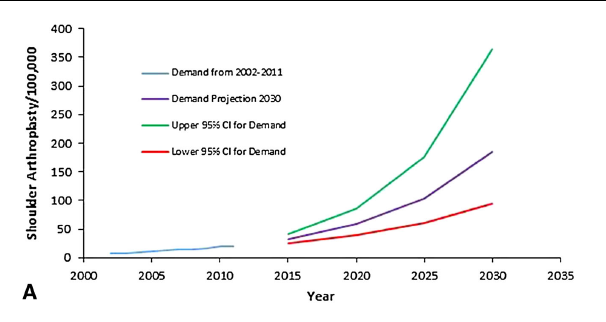 400
350
300
250
200
150
100
50
0
Shoulder Arthroplasty/100,000
Demand from 2002-2011
Demand Projection 2030
Upper 95% CI for Demand
Lower 95% CI for Demand
2000 2005 2010 2015 2020 2025 2030 2035
Year
A